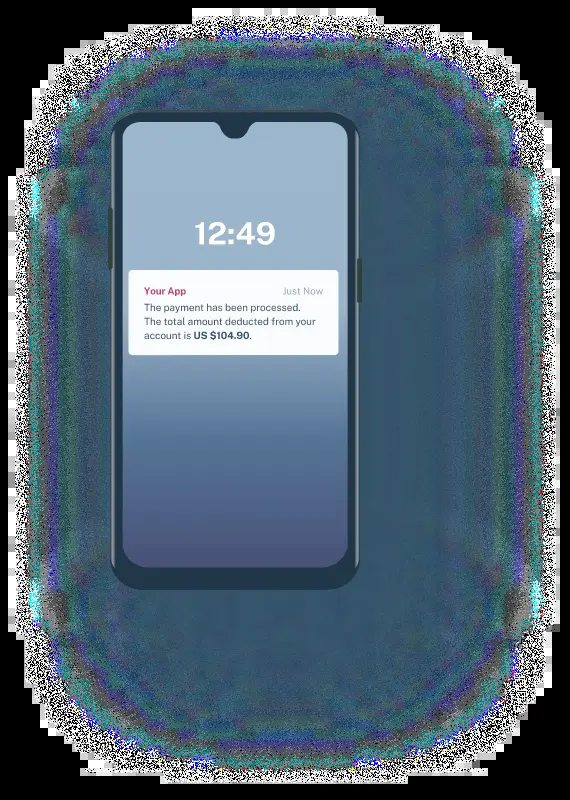 12:49
Your App Just Now
The payment has been processed.
The total amount deducted from your
account is US $104.90.